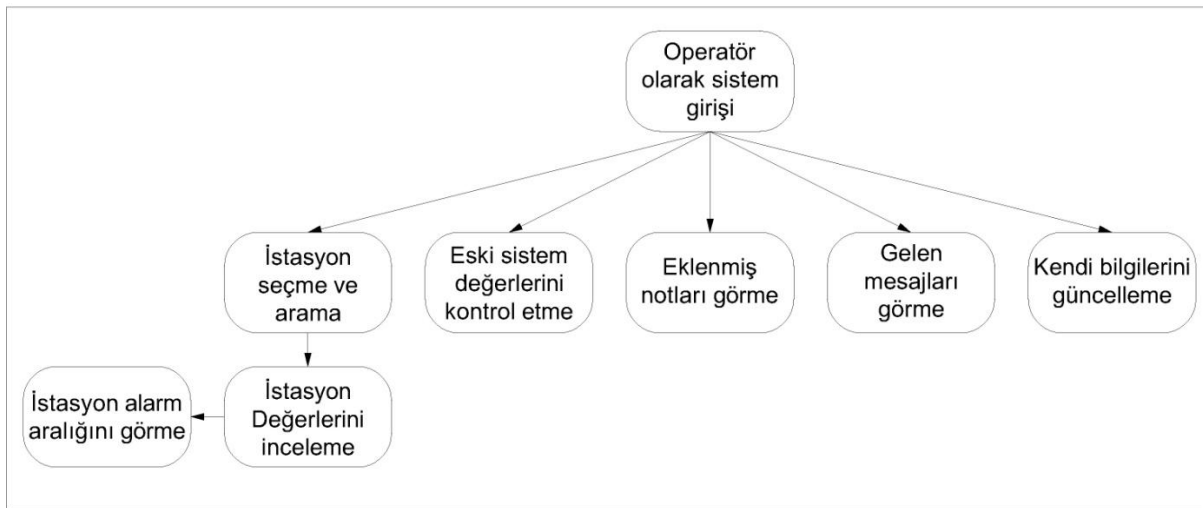 Operatör
olarak sistem
girişi
İstasyon
seçme ve
arama
Eski sistem
değerlerini
kontrol etme
Eklenmiş
notları görme
Gelen
mesajları
görme
Kendi bilgilerini
güncelleme
İstasyon alarm
aralığını görme
İstasyon
Değerlerini
inceleme